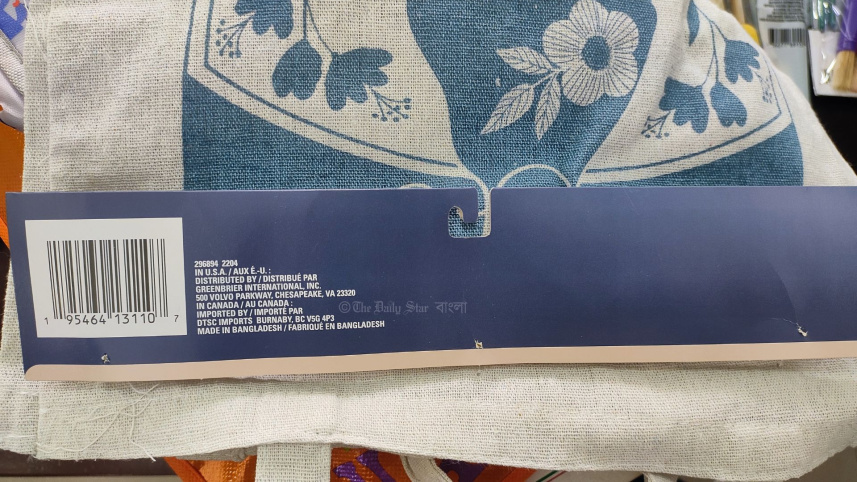 296894 2204
IN U.S.A. / AUX É.-U. :
DISTRIBUTED BY / DISTRIBUÉ PAR
GREENBRIER INTERNATIONAL, INC.
500 VOLVO PARKWAY, CHESAPEAKE, VA 23320
IN CANADA / AU CANADA :
IMPORTED BY / IMPORTÉ PAR
DTSC IMPORTS BURNABY, BC V5G 4P3
MADE IN BANGLADESH / FABRIQUÉ EN BANGLADESH
1 95464 13110 7
© The Daily Star বাংলা